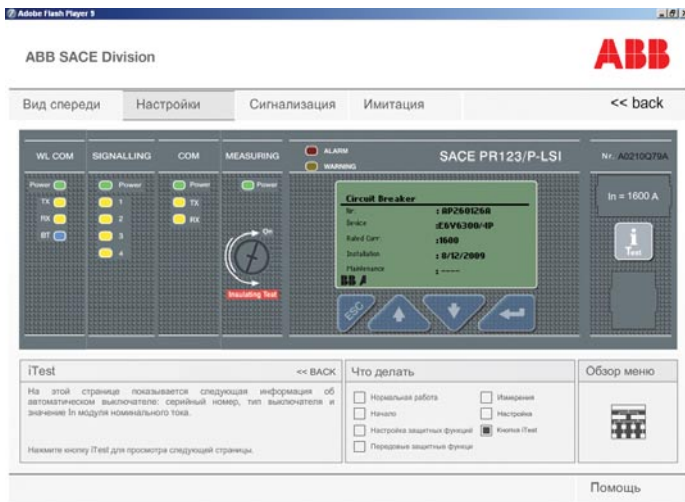 Adobe Flash Player 9
ABB SACE Division
ABB
Вид спереди Настройки Сигнализация Имитация << back
WL COM SIGNALLING COM MEASURING ALARM WARNING SACE PR123/P-LSI Nr. A0210Q79A
Power Power Power Power
TX 1 TX
RX 2 RX
BT 3
4
On
Insulating Test
Circuit Breaker
Nr. : AP260126A
Device :E6V6300/4P
Rated Curr: :1600
Installation : 8/12/2009
Maintenance : ----
BB A
ESC
In = 1600 A
i
Test
iTest << BACK
На этой странице показывается следующая информация об
автоматическом выключателе: серийный номер, тип выключателя и
значение In модуля номинального тока.
Нажмите кнопку iTest для просмотра следующей страницы.
Что делать
Нормальная работа Измерения
Начало Настройка
Настройка защитных функций Кнопка iTest
Передовые защитные функци
Обзор меню
Помощь